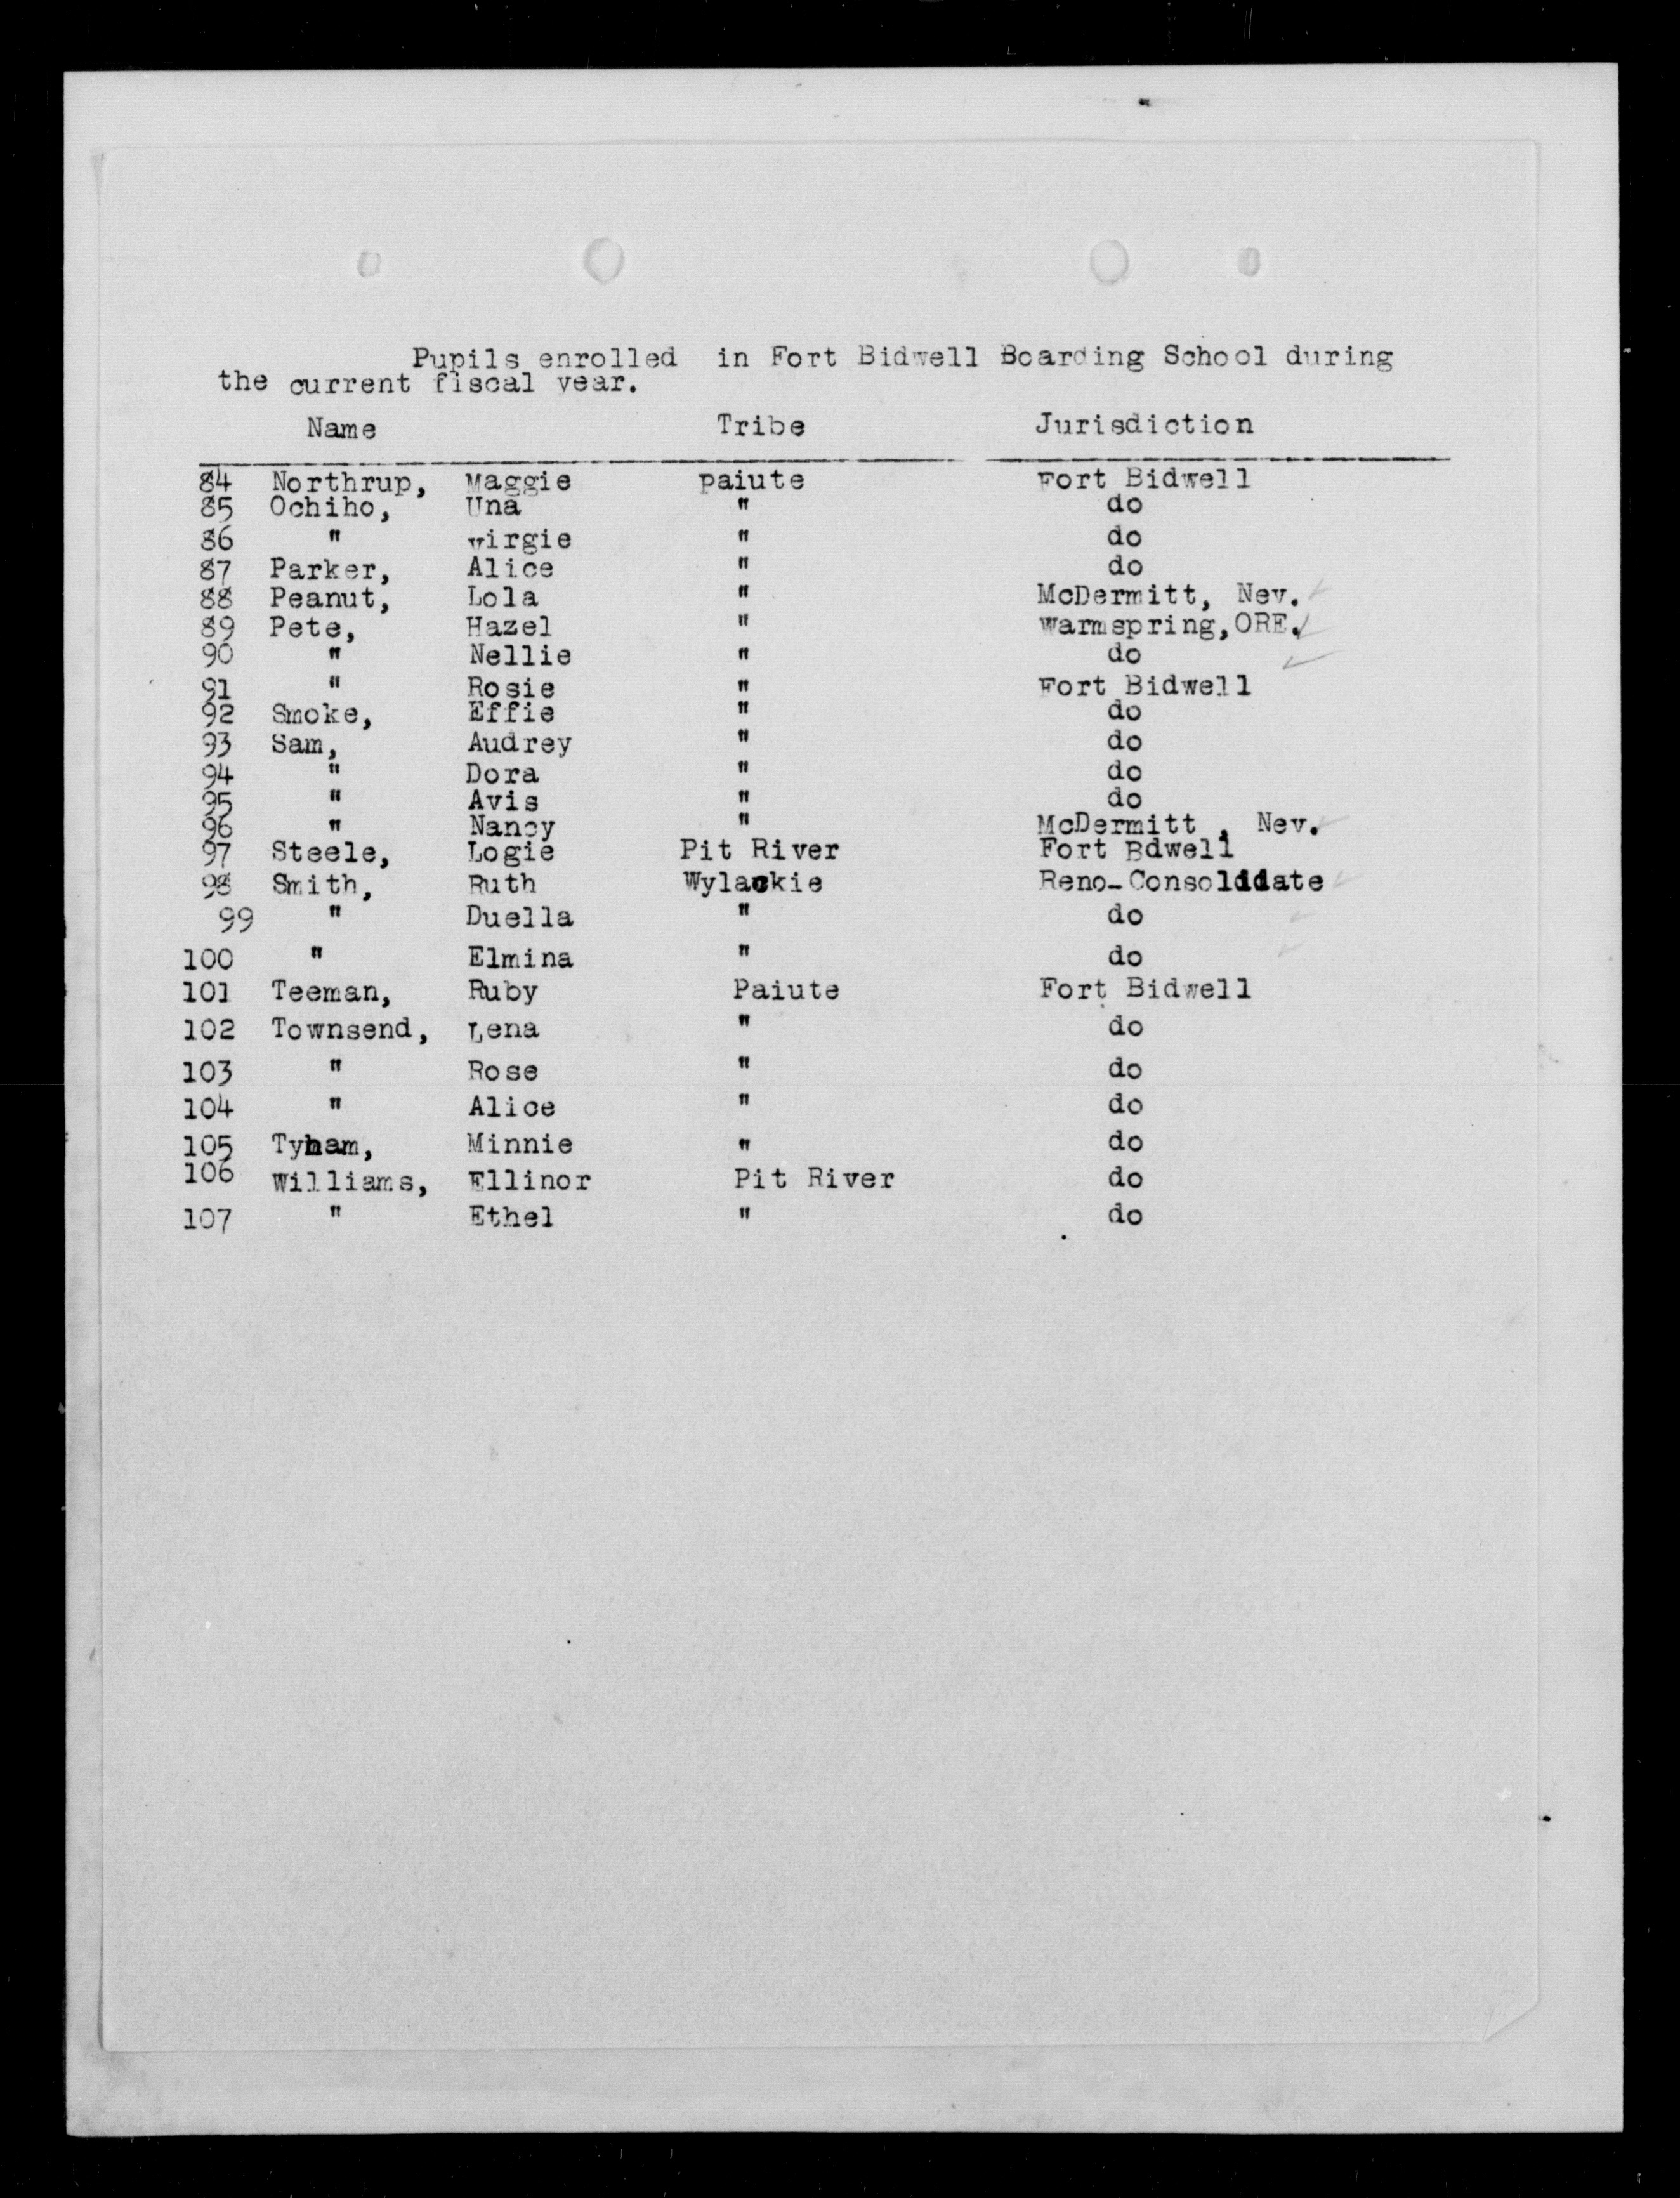 Pupils enrolled in Fort Bidwell Boarding School during
the current fiscal year.
Name Tribe Jurisdiction
84 Northrup, Maggie Paiute Fort Bidwell
85 Ochiho, Una " do
86 " Virgie " do
87 Parker, Alice " do
88 Peanut, Lola " McDermitt, Nev.
89 Pete, Hazel " Warmspring,ORE.
90 " Nellie " do
91 " Rosie " Fort Bidwell
92 Smoke, Effie " do
93 Sam, Audrey " do
94 " Dora " do
95 " Avis " do
96 " Nancy " McDermitt , Nev.
97 Steele, Logie Pit River Fort Bdwell
98 Smith, Ruth Wylackie Reno-Consolidate
99 " Duella " do
100 " Elmina " do
101 Teeman, Ruby Paiute Fort Bidwell
102 Townsend, Lena " do
103 " Rose " do
104 " Alice " do
105 Tyham, Minnie " do
106 Williams, Ellinor Pit River do
107 " Ethel " do